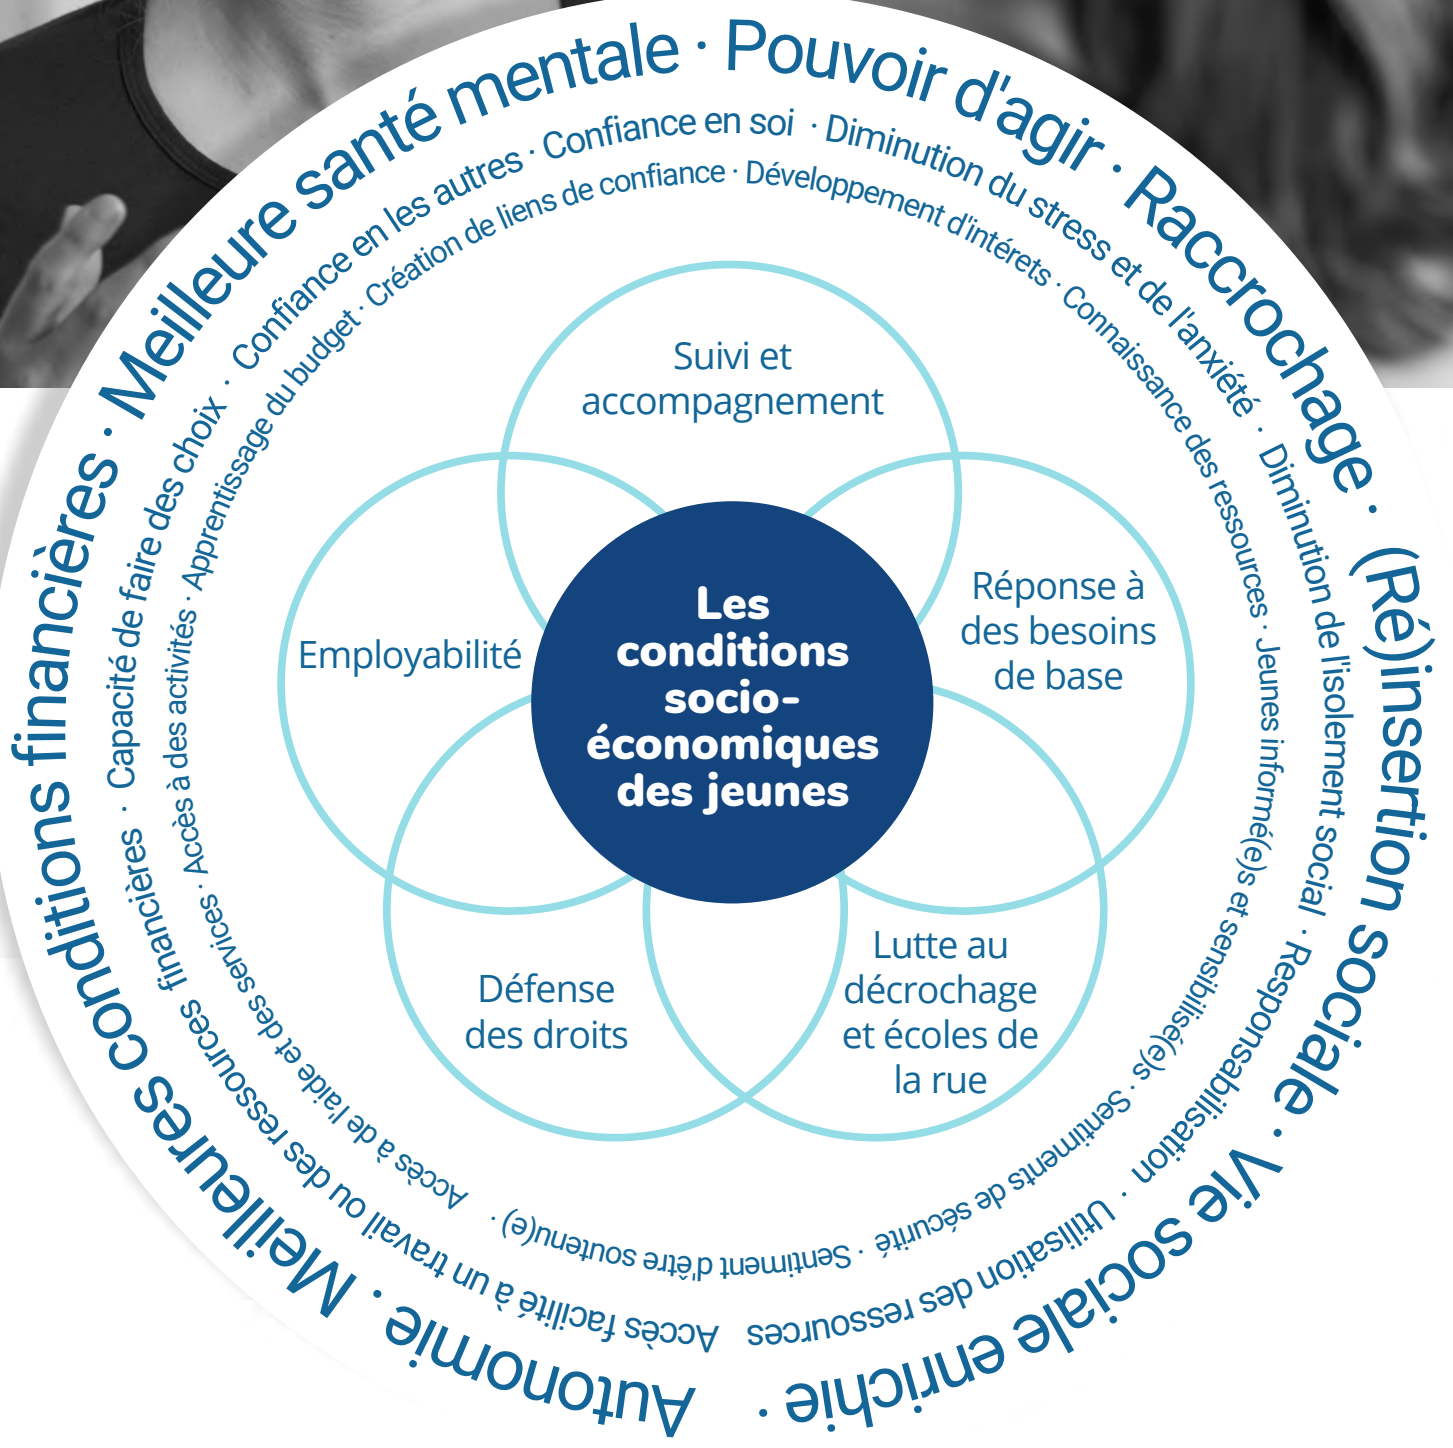 Meilleures conditions financières · Meilleure santé mentale · Pouvoir d'agir · Raccrochage · (Ré)insertion sociale · Vie sociale enrichie · Autonomie ·
Accès facilité à un travail ou des ressources financières · Capacité de faire des choix · Confiance en les autres · Confiance en soi · Diminution du stress et de l'anxiété · Diminution de l'isolement social · Responsabilisation · Utilisation des ressources
Accès à de l'aide et des services · Accès à des activités · Apprentissage du budget · Création de liens de confiance · Développement d'intérets · Connaissance des ressources · Jeunes informé(e)s et sensibilisé(e)s · Sentiments de sécurité · Sentiment d'être soutenu(e) ·
Suivi et
accompagnement
Réponse à
des besoins
de base
Employabilité
Les
conditions
socio-
économiques
des jeunes
Lutte au
décrochage
et écoles de
la rue
Défense
des droits